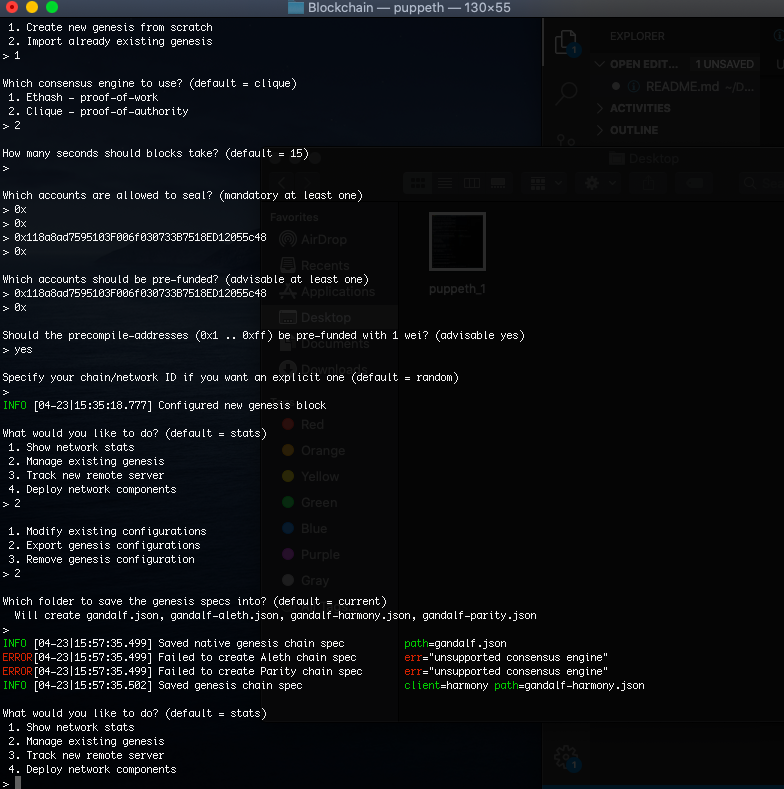 Blockchain — puppeth — 130×55
1. Create new genesis from scratch
2. Import already existing genesis
> 1
Which consensus engine to use? (default = clique)
1. Ethash - proof-of-work
2. Clique - proof-of-authority
> 2
How many seconds should blocks take? (default = 15)
>
Which accounts are allowed to seal? (mandatory at least one)
> 0x
> 0x
> 0x118a8ad7595103F006f030733B7518ED12055c48
> 0x
Which accounts should be pre-funded? (advisable at least one)
> 0x118a8ad7595103F006f030733B7518ED12055c48
> 0x
Should the precompile-addresses (0x1 .. 0xff) be pre-funded with 1 wei? (advisable yes)
> yes
Specify your chain/network ID if you want an explicit one (default = random)
>
INFO [04-23|15:35:18.777] Configured new genesis block
What would you like to do? (default = stats)
1. Show network stats
2. Manage existing genesis
3. Track new remote server
4. Deploy network components
> 2
1. Modify existing configurations
2. Export genesis configurations
3. Remove genesis configuration
> 2
Which folder to save the genesis specs into? (default = current)
Will create gandalf.json, gandalf-aleth.json, gandalf-harmony.json, gandalf-parity.json
>
INFO [04-23|15:57:35.499] Saved native genesis chain spec path=gandalf.json
ERROR[04-23|15:57:35.499] Failed to create Aleth chain spec err="unsupported consensus engine"
ERROR[04-23|15:57:35.499] Failed to create Parity chain spec err="unsupported consensus engine"
INFO [04-23|15:57:35.502] Saved genesis chain spec client=harmony path=gandalf-harmony.json
What would you like to do? (default = stats)
1. Show network stats
2. Manage existing genesis
3. Track new remote server
4. Deploy network components
>
EXPLORER
OPEN EDIT... 1 UNSAVED
README.md ~/D...
ACTIVITIES
OUTLINE
1
Desktop
Favorites
AirDrop
Recents
Applications
Desktop
Documents
Downloads
Red
Orange
Yellow
Green
Blue
Purple
Gray
puppeth_1
1